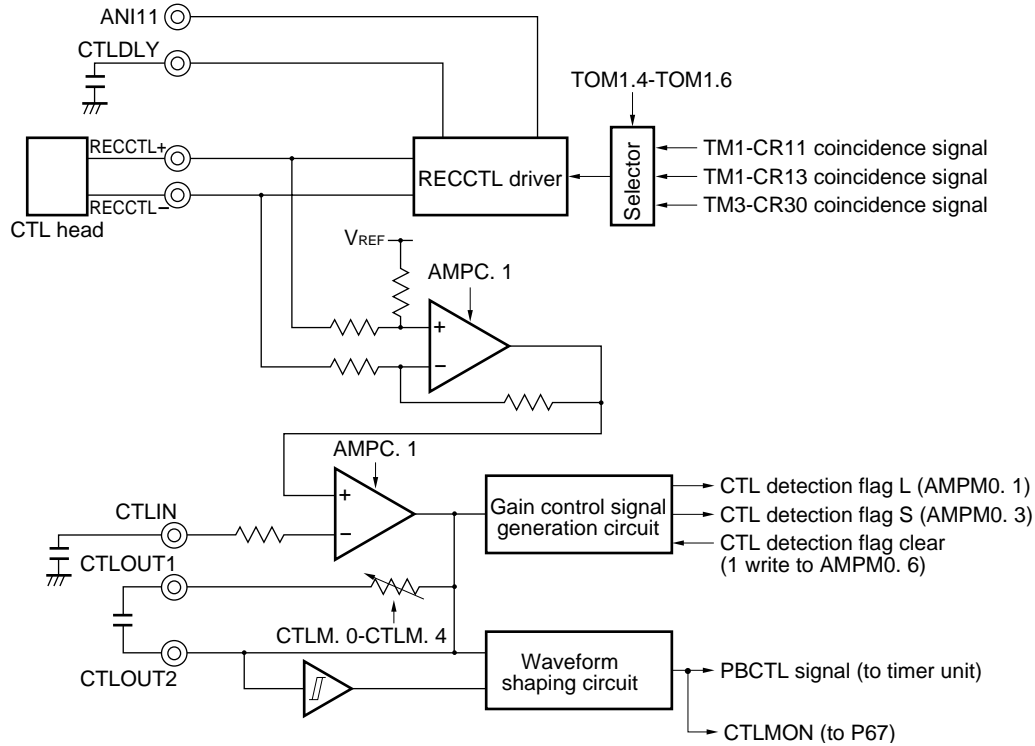 ANI11
CTLDLY
TOM1.4-TOM1.6
RECCTL+
RECCTL−
CTL head
RECCTL driver
Selector
TM1-CR11 coincidence signal
TM1-CR13 coincidence signal
TM3-CR30 coincidence signal
VREF
AMPC. 1
+
−
AMPC. 1
+
−
CTLIN
Gain control signal
generation circuit
CTL detection flag L (AMPM0. 1)
CTL detection flag S (AMPM0. 3)
CTL detection flag clear
(1 write to AMPM0. 6)
CTLOUT1
CTLM. 0-CTLM. 4
CTLOUT2
Waveform
shaping circuit
PBCTL signal (to timer unit)
CTLMON (to P67)